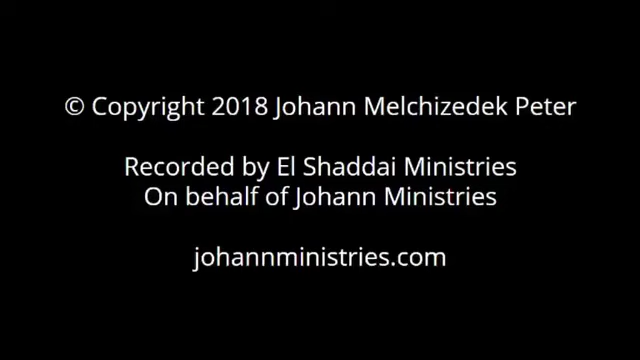 © Copyright 2018 Johann Melchizedek Peter
Recorded by El Shaddai Ministries
On behalf of Johann Ministries
johannministries.com